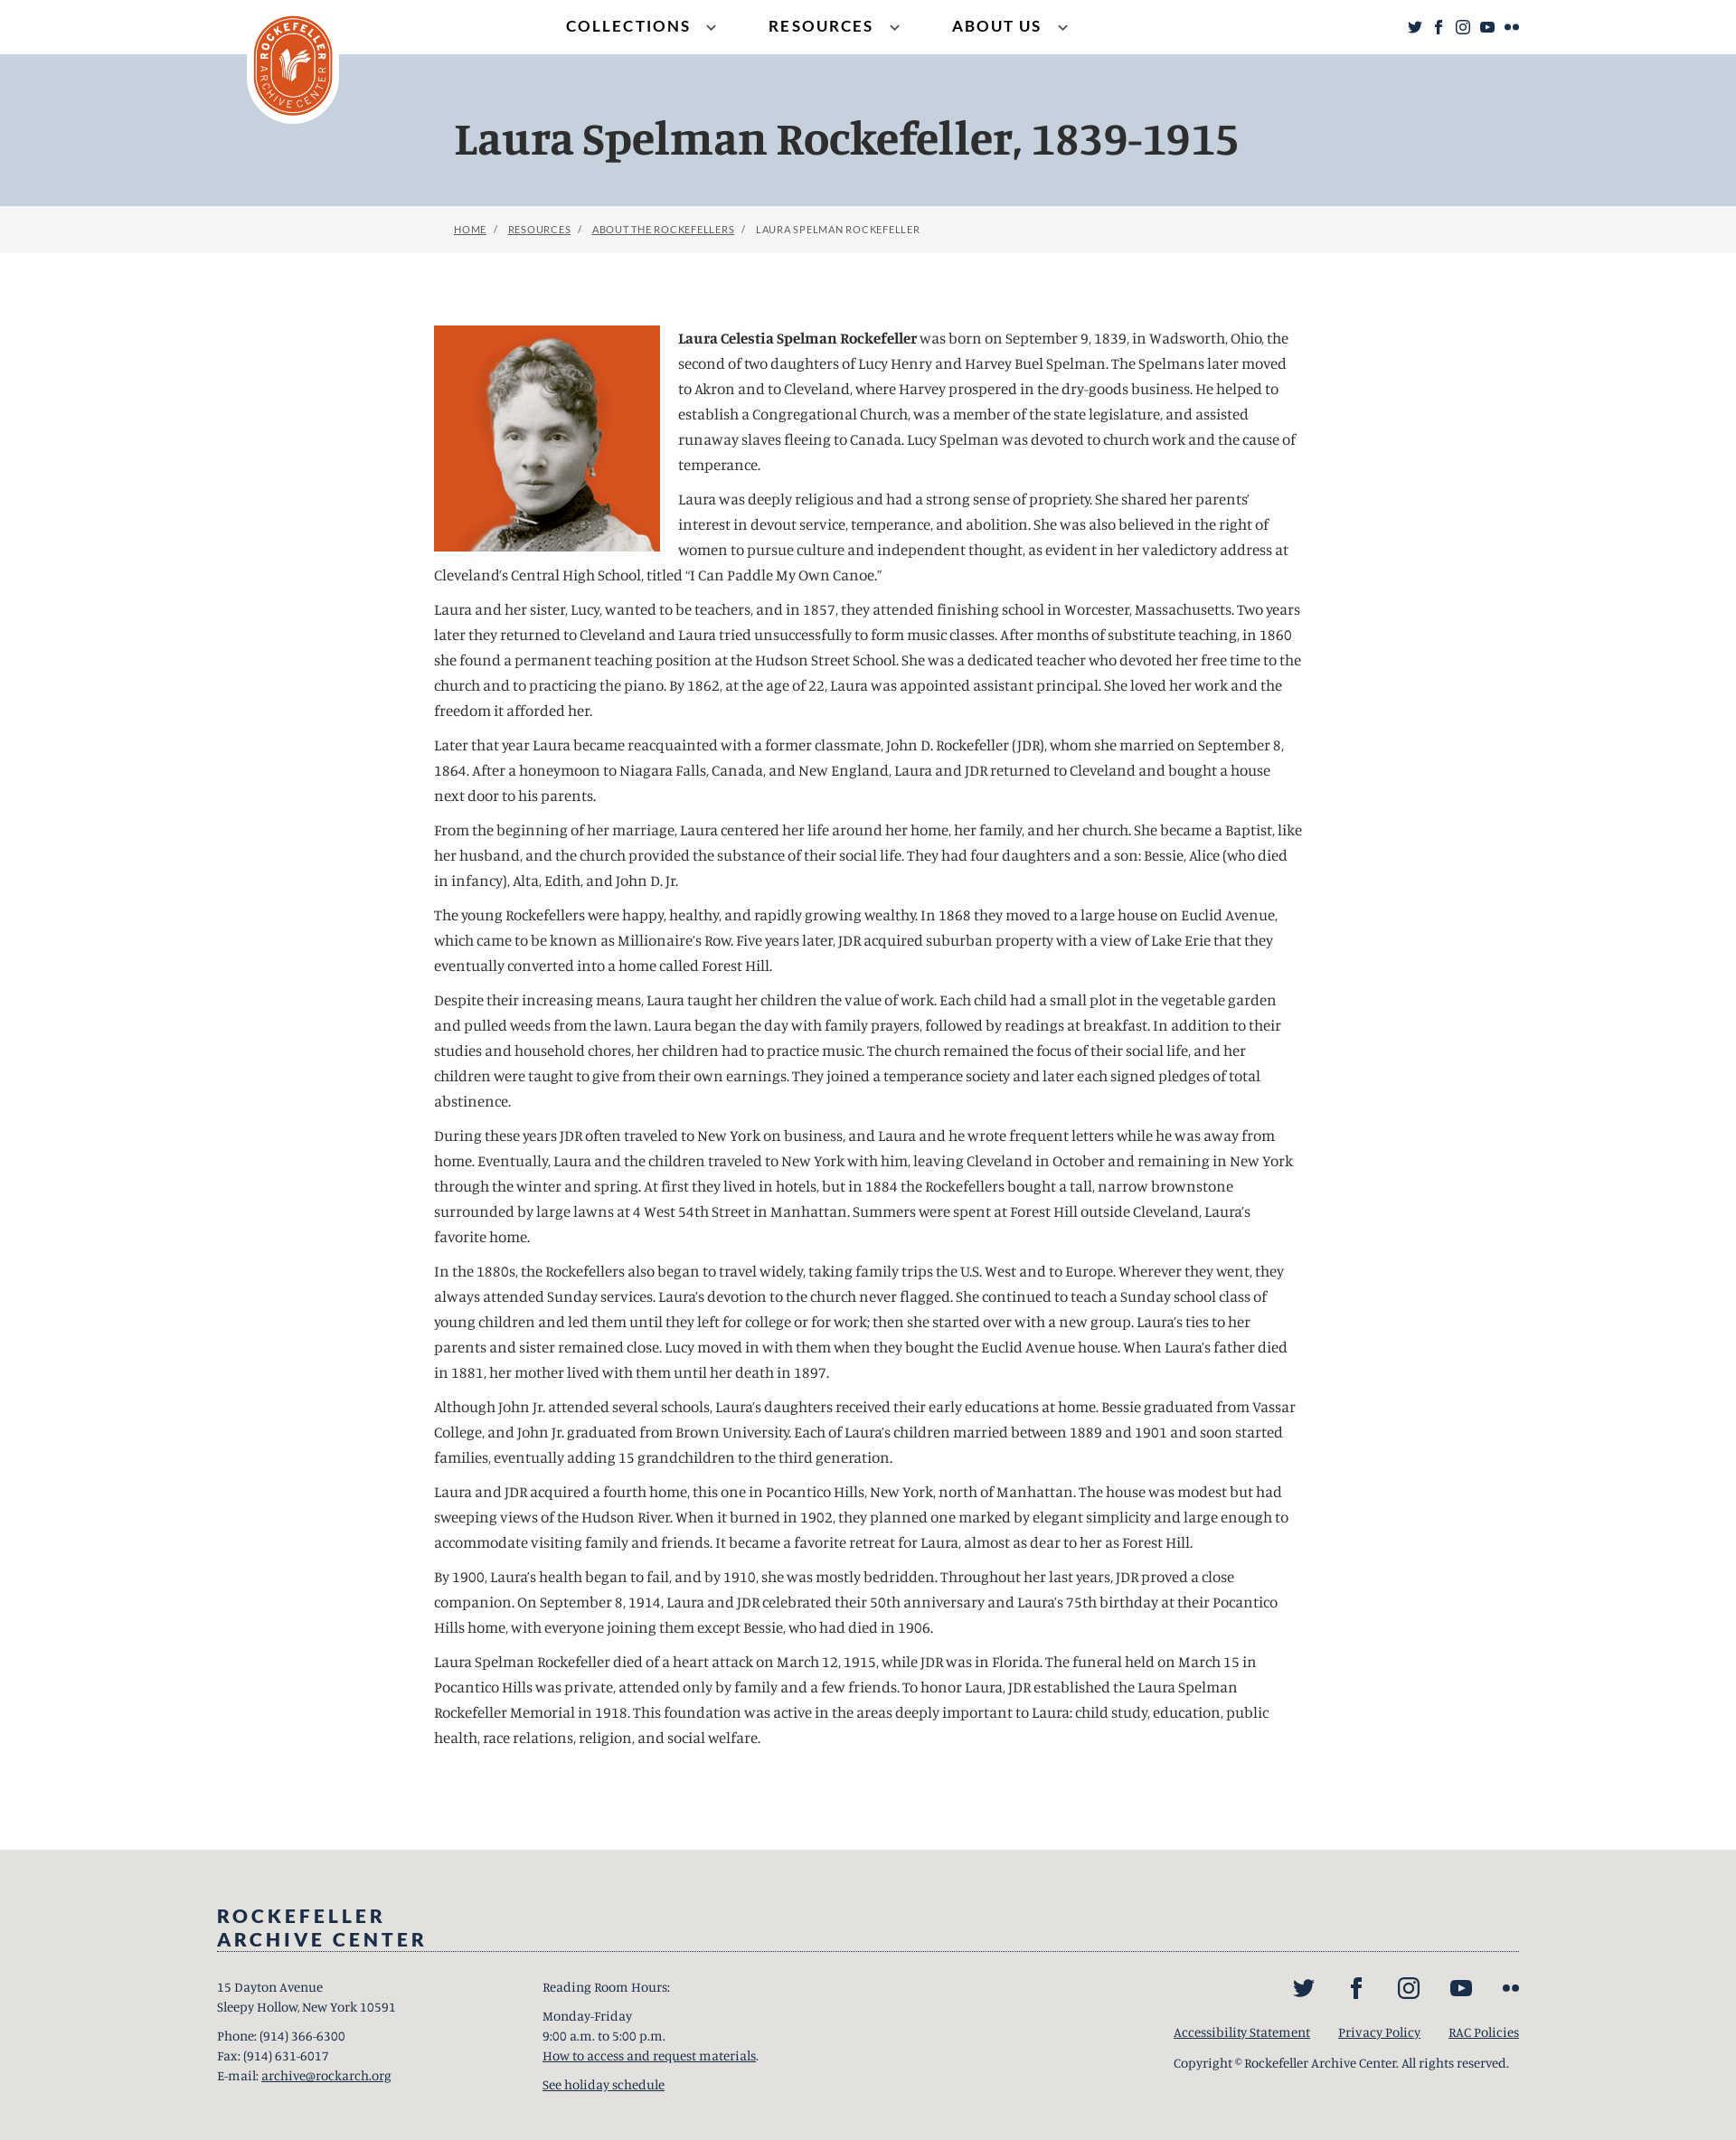 COLLECTIONS
RESOURCES
ABOUT US
ROCKEFELLER
ARCHIVE CENTER
Laura Spelman Rockefeller, 1839-1915
HOME / RESOURCES / ABOUT THE ROCKEFELLERS / LAURA SPELMAN ROCKEFELLER
Laura Celestia Spelman Rockefeller was born on September 9, 1839, in Wadsworth, Ohio, the
second of two daughters of Lucy Henry and Harvey Buel Spelman. The Spelmans later moved
to Akron and to Cleveland, where Harvey prospered in the dry-goods business. He helped to
establish a Congregational Church, was a member of the state legislature, and assisted
runaway slaves fleeing to Canada. Lucy Spelman was devoted to church work and the cause of
temperance.
Laura was deeply religious and had a strong sense of propriety. She shared her parents’
interest in devout service, temperance, and abolition. She was also believed in the right of
women to pursue culture and independent thought, as evident in her valedictory address at
Cleveland’s Central High School, titled “I Can Paddle My Own Canoe.”
Laura and her sister, Lucy, wanted to be teachers, and in 1857, they attended finishing school in Worcester, Massachusetts. Two years
later they returned to Cleveland and Laura tried unsuccessfully to form music classes. After months of substitute teaching, in 1860
she found a permanent teaching position at the Hudson Street School. She was a dedicated teacher who devoted her free time to the
church and to practicing the piano. By 1862, at the age of 22, Laura was appointed assistant principal. She loved her work and the
freedom it afforded her.
Later that year Laura became reacquainted with a former classmate, John D. Rockefeller (JDR), whom she married on September 8,
1864. After a honeymoon to Niagara Falls, Canada, and New England, Laura and JDR returned to Cleveland and bought a house
next door to his parents.
From the beginning of her marriage, Laura centered her life around her home, her family, and her church. She became a Baptist, like
her husband, and the church provided the substance of their social life. They had four daughters and a son: Bessie, Alice (who died
in infancy), Alta, Edith, and John D. Jr.
The young Rockefellers were happy, healthy, and rapidly growing wealthy. In 1868 they moved to a large house on Euclid Avenue,
which came to be known as Millionaire’s Row. Five years later, JDR acquired suburban property with a view of Lake Erie that they
eventually converted into a home called Forest Hill.
Despite their increasing means, Laura taught her children the value of work. Each child had a small plot in the vegetable garden
and pulled weeds from the lawn. Laura began the day with family prayers, followed by readings at breakfast. In addition to their
studies and household chores, her children had to practice music. The church remained the focus of their social life, and her
children were taught to give from their own earnings. They joined a temperance society and later each signed pledges of total
abstinence.
During these years JDR often traveled to New York on business, and Laura and he wrote frequent letters while he was away from
home. Eventually, Laura and the children traveled to New York with him, leaving Cleveland in October and remaining in New York
through the winter and spring. At first they lived in hotels, but in 1884 the Rockefellers bought a tall, narrow brownstone
surrounded by large lawns at 4 West 54th Street in Manhattan. Summers were spent at Forest Hill outside Cleveland, Laura’s
favorite home.
In the 1880s, the Rockefellers also began to travel widely, taking family trips the U.S. West and to Europe. Wherever they went, they
always attended Sunday services. Laura’s devotion to the church never flagged. She continued to teach a Sunday school class of
young children and led them until they left for college or for work; then she started over with a new group. Laura’s ties to her
parents and sister remained close. Lucy moved in with them when they bought the Euclid Avenue house. When Laura’s father died
in 1881, her mother lived with them until her death in 1897.
Although John Jr. attended several schools, Laura’s daughters received their early educations at home. Bessie graduated from Vassar
College, and John Jr. graduated from Brown University. Each of Laura’s children married between 1889 and 1901 and soon started
families, eventually adding 15 grandchildren to the third generation.
Laura and JDR acquired a fourth home, this one in Pocantico Hills, New York, north of Manhattan. The house was modest but had
sweeping views of the Hudson River. When it burned in 1902, they planned one marked by elegant simplicity and large enough to
accommodate visiting family and friends. It became a favorite retreat for Laura, almost as dear to her as Forest Hill.
By 1900, Laura’s health began to fail, and by 1910, she was mostly bedridden. Throughout her last years, JDR proved a close
companion. On September 8, 1914, Laura and JDR celebrated their 50th anniversary and Laura’s 75th birthday at their Pocantico
Hills home, with everyone joining them except Bessie, who had died in 1906.
Laura Spelman Rockefeller died of a heart attack on March 12, 1915, while JDR was in Florida. The funeral held on March 15 in
Pocantico Hills was private, attended only by family and a few friends. To honor Laura, JDR established the Laura Spelman
Rockefeller Memorial in 1918. This foundation was active in the areas deeply important to Laura: child study, education, public
health, race relations, religion, and social welfare.
ROCKEFELLER
ARCHIVE CENTER
15 Dayton Avenue
Sleepy Hollow, New York 10591
Phone: (914) 366-6300
Fax: (914) 631-6017
E-mail: archive@rockarch.org
Reading Room Hours:
Monday-Friday
9:00 a.m. to 5:00 p.m.
How to access and request materials.
See holiday schedule
Accessibility Statement Privacy Policy RAC Policies
Copyright © Rockefeller Archive Center. All rights reserved.